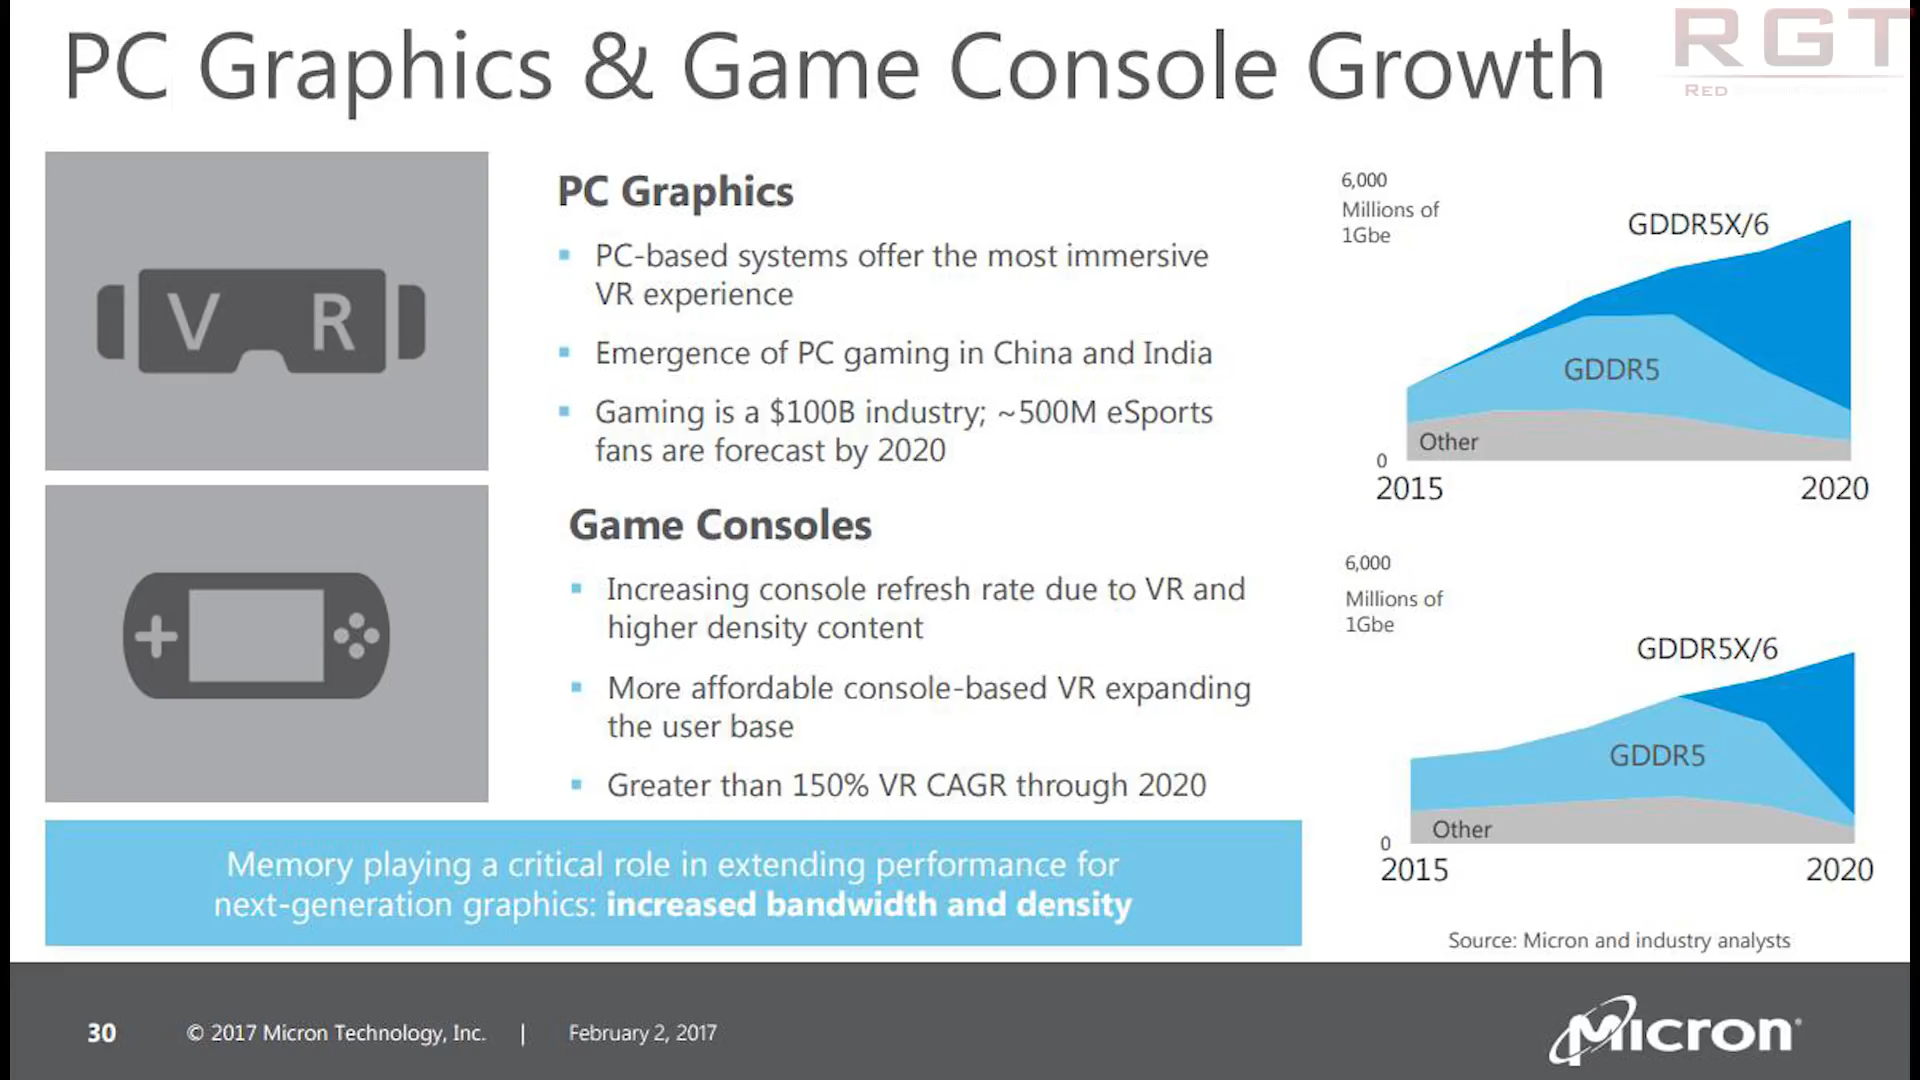 PC Graphics & Game Console Growth
RGT
RED
V R
PC Graphics
PC-based systems offer the most immersive
VR experience
Emergence of PC gaming in China and India
Gaming is a $100B industry; ~500M eSports
fans are forecast by 2020
Game Consoles
Increasing console refresh rate due to VR and
higher density content
More affordable console-based VR expanding
the user base
Greater than 150% VR CAGR through 2020
Memory playing a critical role in extending performance for
next-generation graphics: increased bandwidth and density
6,000
Millions of
1Gbe
GDDR5X/6
GDDR5
Other
0
2015 2020
6,000
Millions of
1Gbe
GDDR5X/6
GDDR5
Other
0
2015 2020
Source: Micron and industry analysts
30 © 2017 Micron Technology, Inc. | February 2, 2017
Micron